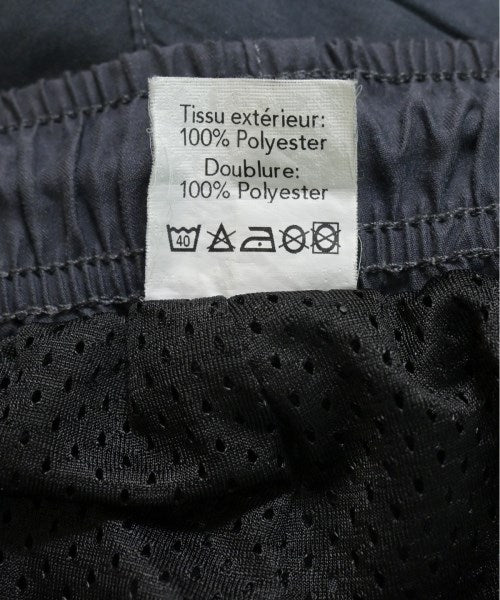 Tissu extérieur:
100% Polyester
Doublure:
100% Polyester
40